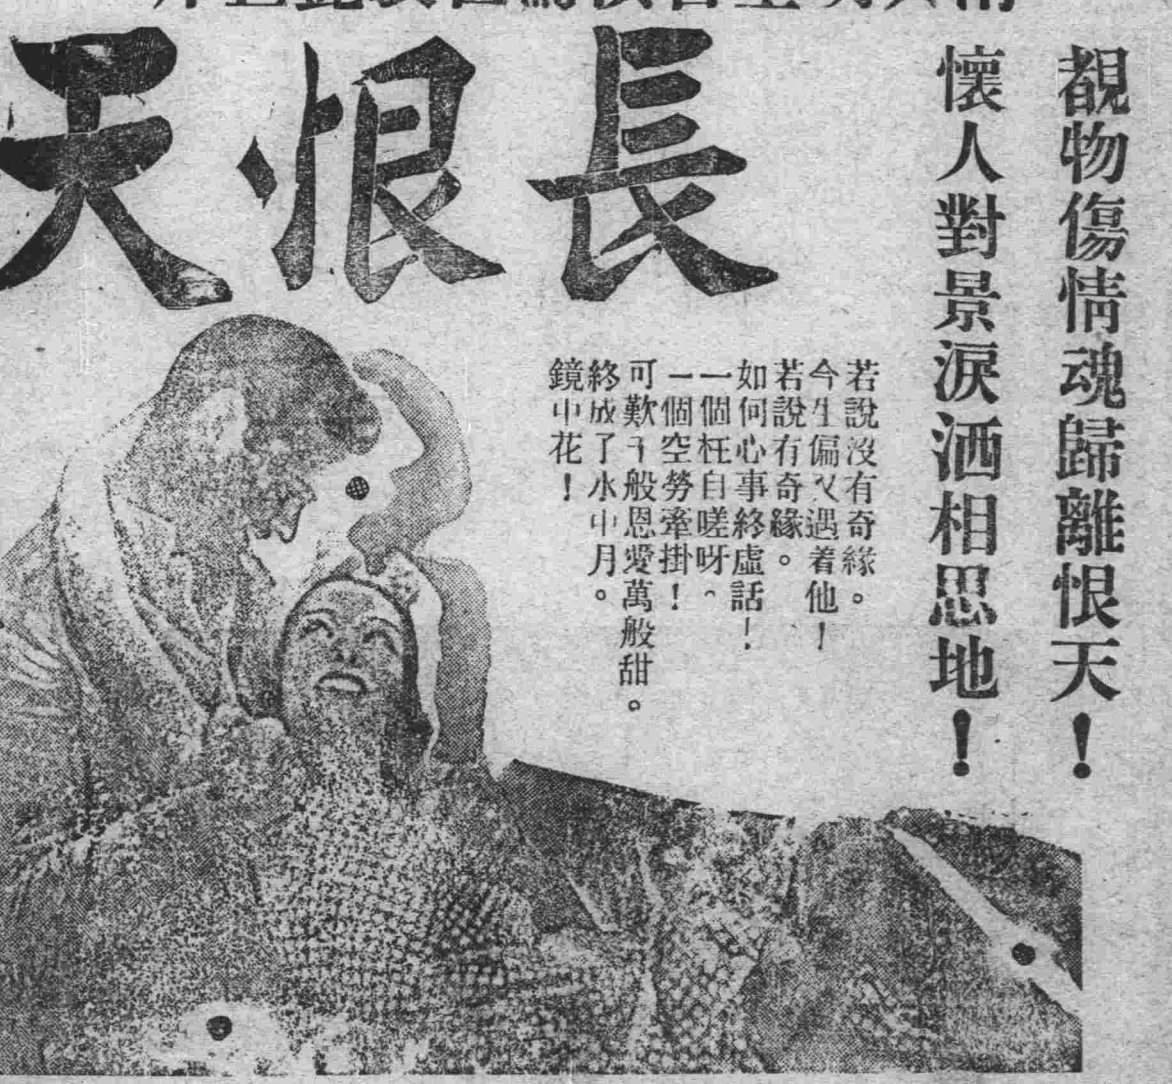 長恨天
覩物傷情魂歸離恨天！
懷人對景淚洒相思地！
若說沒有奇緣。
今生偏又遇着他！
若說有奇緣。
如何心事終虛話！
一個枉自嗟呀。
一個空勞牽掛！
可歎千般恩愛萬般甜。
終成了水中月。
鏡中花！